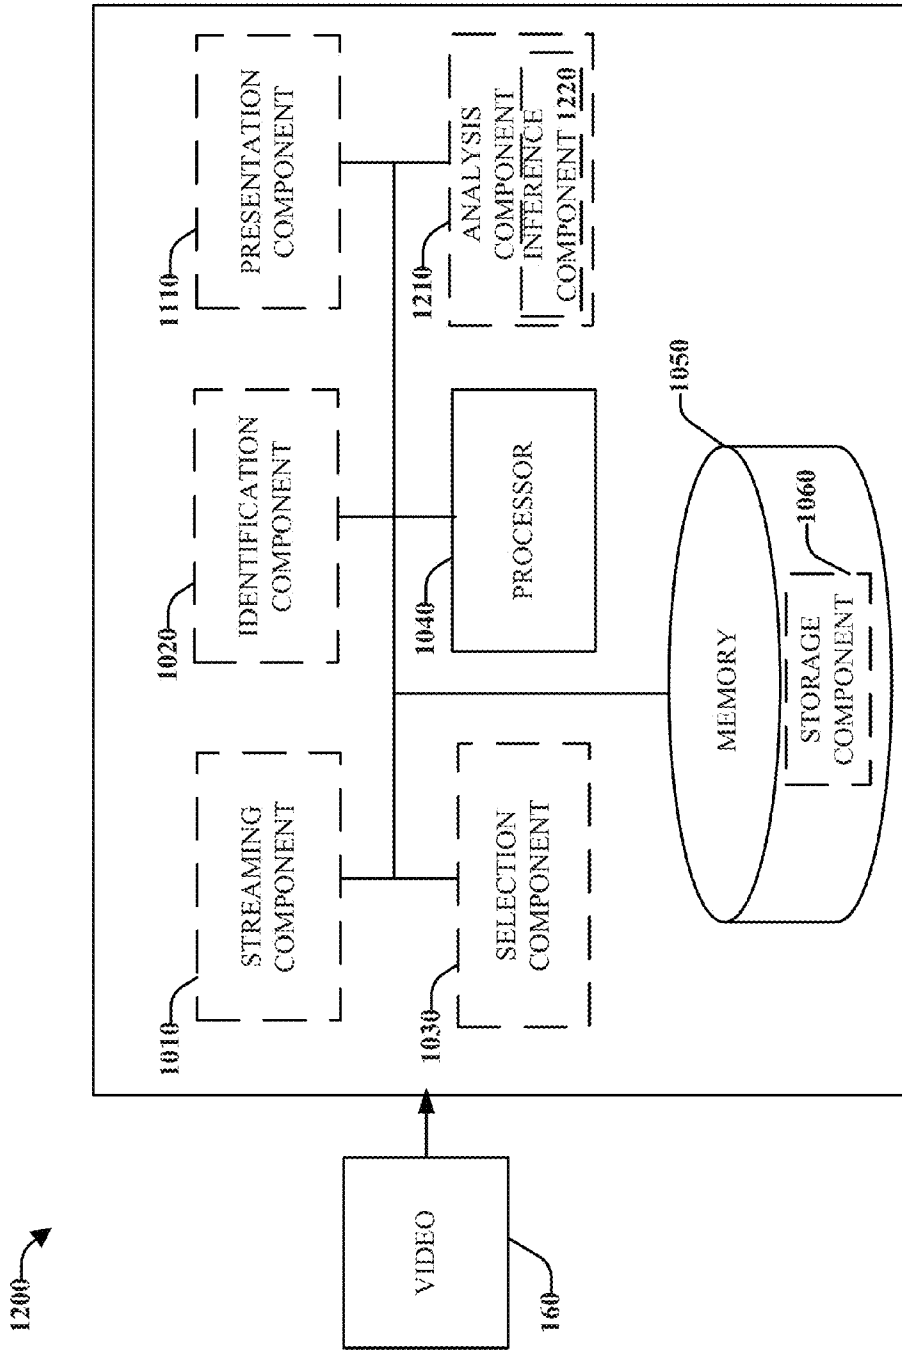 1200
VIDEO
160
1010
STREAMING
COMPONENT
1020
IDENTIFICATION
COMPONENT
1110
PRESENTATION
COMPONENT
1030
SELECTION
COMPONENT
1040
PROCESSOR
1210
ANALYSIS
COMPONENT
INFERENCE
COMPONENT 1220
1050
MEMORY
1060
STORAGE
COMPONENT